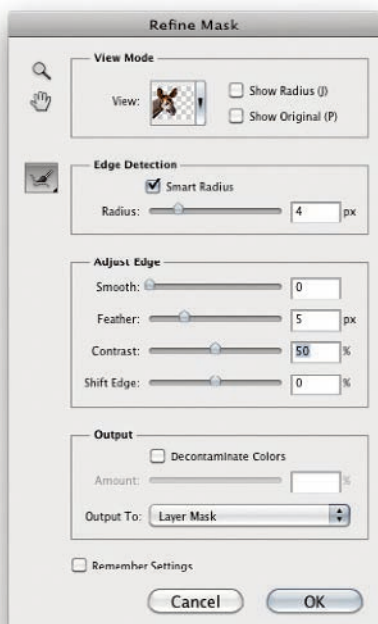 Refine Mask
View Mode
View:
Show Radius (J)
Show Original (P)
Edge Detection
Smart Radius
Radius: 4 px
Adjust Edge
Smooth: 0
Feather: 5 px
Contrast: 50 %
Shift Edge: 0 %
Output
Decontaminate Colors
Amount: %
Output To: Layer Mask
Remember Settings
Cancel OK